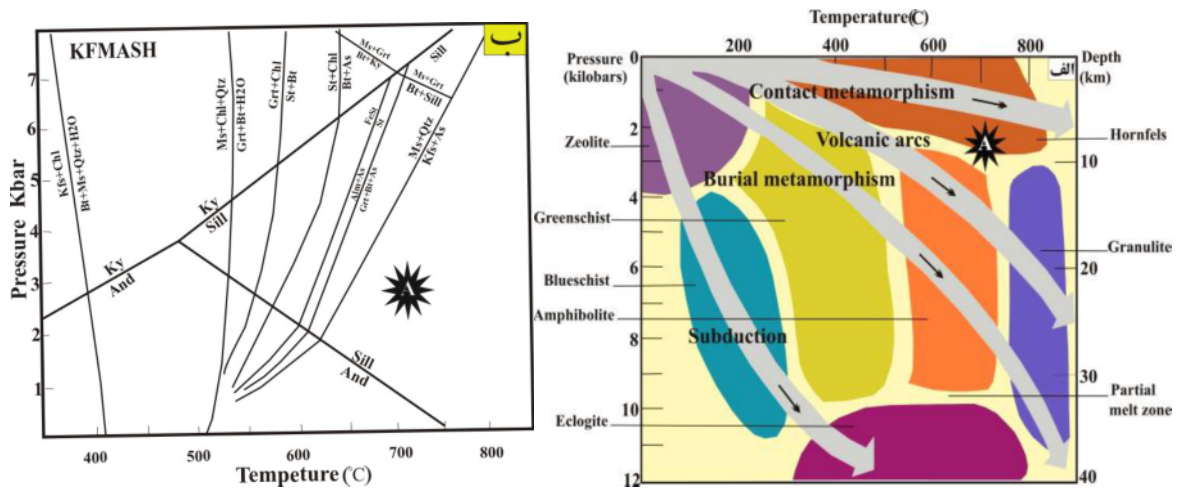 KFMASH
ب
Pressure Kbar
7
6
5
4
3
2
1
400
500
600
700
800
Tempeture (℃)
Kfs+Chl
Bt+Ms+Qtz+H2O
Ms+Chl+Qtz
Grt+Bt+H2O
Grt+Chl
St+Bt
St+Chl
Bt+As
Ms+Grt
Bt+Ky
Sill
Ms+Grt
Bt+Sill
FeSt
St
Alm+As
Grt+Bt+As
Ms+Qtz
Kfs+As
Ky
Sill
Ky
And
Sill
And
A
Temperature(℃)
200
400
600
800
Pressure
(kilobars)
0
2
4
6
8
10
12
Depth
(km)
10
20
30
40
الف
Contact metamorphism
Volcanic arcs
Burial metamorphism
Subduction
A
Zeolite
Greenschist
Blueschist
Amphibolite
Eclogite
Hornfels
Granulite
Partial
melt zone